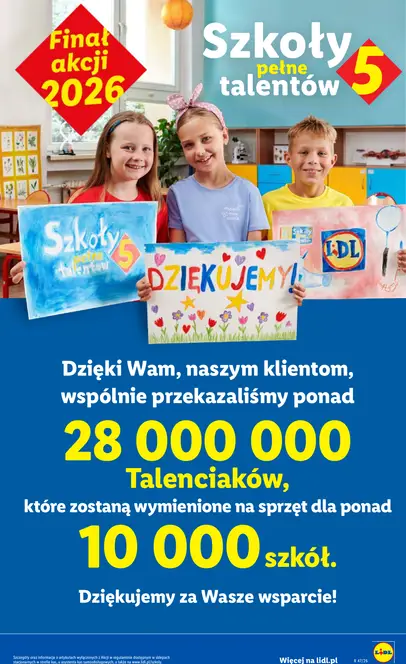 Finał
akcji
2026
Szkoły
pełne
talentów
5
Szkoły
pełne
talentów
5
DZIĘKUJEMY!
LiDL
Dzięki Wam, naszym klientom,
wspólnie przekazaliśmy ponad
28 000 000
Talenciaków,
które zostaną wymienione na sprzęt dla ponad
10 000 szkół.
Dziękujemy za Wasze wsparcie!
Więcej na lidl.pl
LiDL